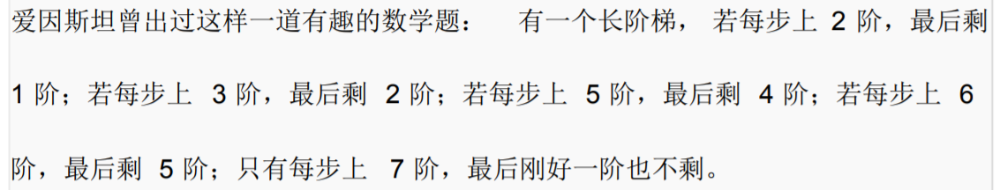 爱因斯坦曾出过这样一道有趣的数学题： 有一个长阶梯， 若每步上 2 阶，最后剩
1 阶；若每步上 3 阶，最后剩 2 阶；若每步上 5 阶，最后剩 4 阶；若每步上 6
阶，最后剩 5 阶；只有每步上 7 阶，最后刚好一阶也不剩。